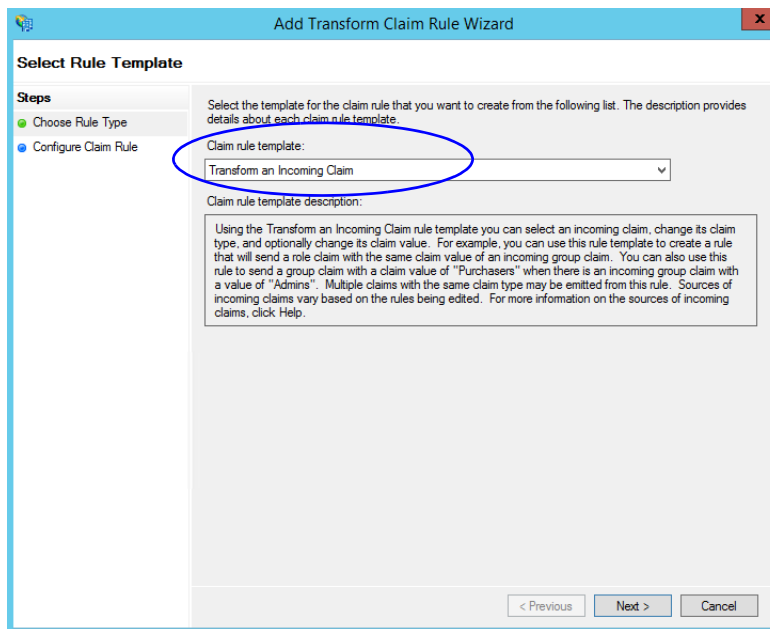 Add Transform Claim Rule Wizard
x
Select Rule Template
Steps
Choose Rule Type
Configure Claim Rule
Select the template for the claim rule that you want to create from the following list. The description provides
details about each claim rule template.
Claim rule template:
Transform an Incoming Claim
Claim rule template description:
Using the Transform an Incoming Claim rule template you can select an incoming claim, change its claim
type, and optionally change its claim value. For example, you can use this rule template to create a rule
that will send a role claim with the same claim value of an incoming group claim. You can also use this
rule to send a group claim with a claim value of "Purchasers" when there is an incoming group claim with
a value of "Admins". Multiple claims with the same claim type may be emitted from this rule. Sources of
incoming claims vary based on the rules being edited. For more information on the sources of incoming
claims, click Help.
< Previous
Next >
Cancel